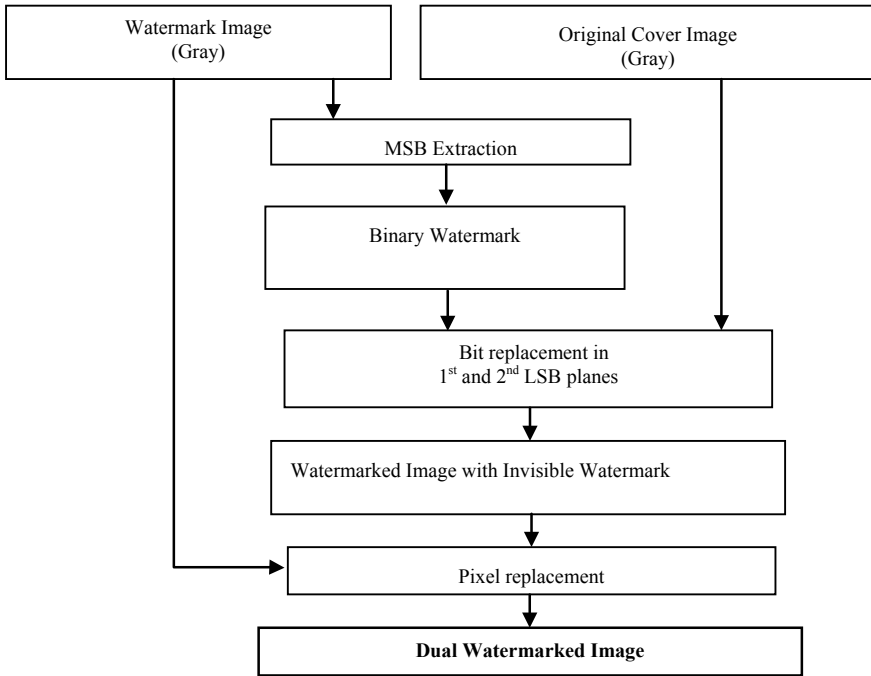 Watermark Image
(Gray)
Original Cover Image
(Gray)
MSB Extraction
Binary Watermark
Bit replacement in
1st and 2nd LSB planes
Watermarked Image with Invisible Watermark
Pixel replacement
Dual Watermarked Image